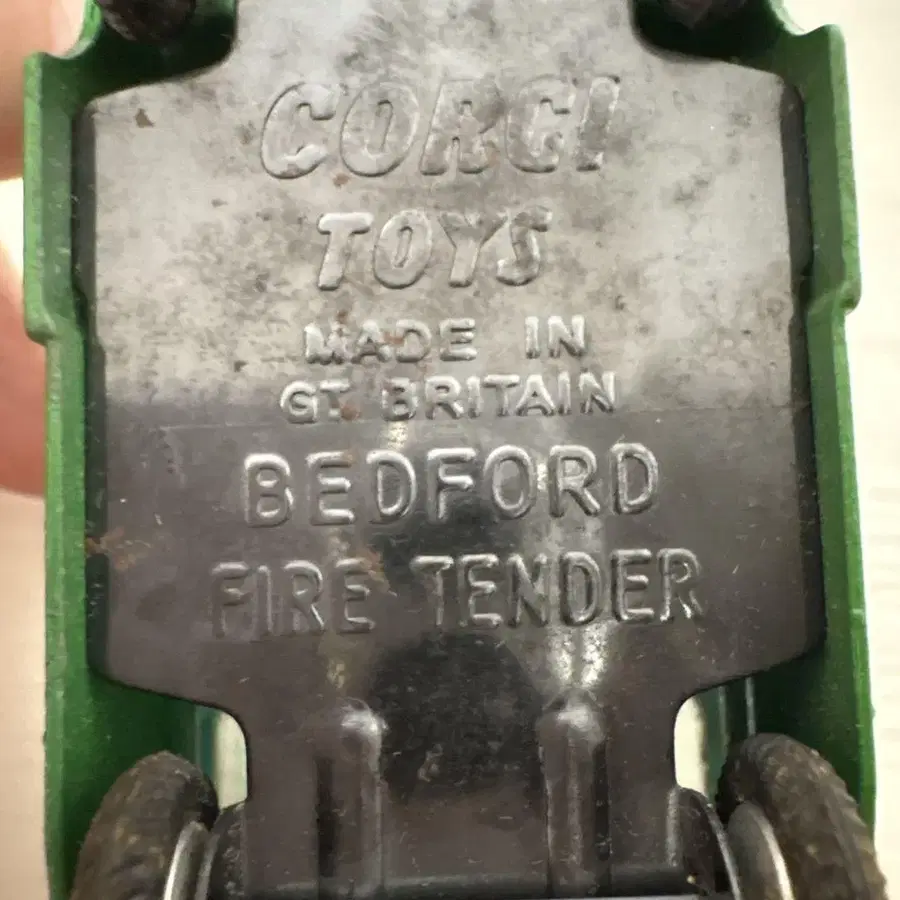 CORGI
TOYS
MADE IN
GT. BRITAIN
BEDFORD
FIRE TENDER